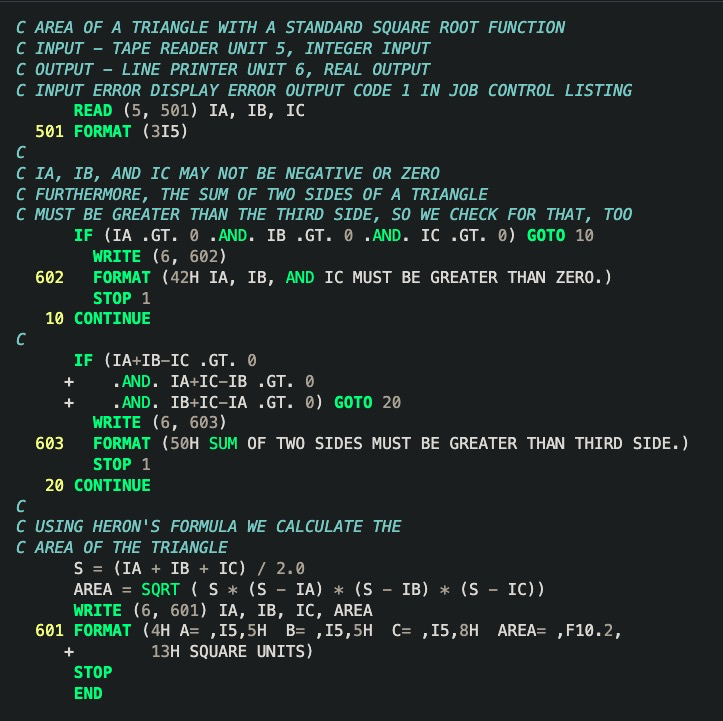 C AREA OF A TRIANGLE WITH A STANDARD SQUARE ROOT FUNCTION
C INPUT - TAPE READER UNIT 5, INTEGER INPUT
C OUTPUT - LINE PRINTER UNIT 6, REAL OUTPUT
C INPUT ERROR DISPLAY ERROR OUTPUT CODE 1 IN JOB CONTROL LISTING
      READ (5, 501) IA, IB, IC
  501 FORMAT (3I5)
C
C IA, IB, AND IC MAY NOT BE NEGATIVE OR ZERO
C FURTHERMORE, THE SUM OF TWO SIDES OF A TRIANGLE
C MUST BE GREATER THAN THE THIRD SIDE, SO WE CHECK FOR THAT, TOO
      IF (IA .GT. 0 .AND. IB .GT. 0 .AND. IC .GT. 0) GOTO 10
        WRITE (6, 602)
  602   FORMAT (42H IA, IB, AND IC MUST BE GREATER THAN ZERO.)
        STOP 1
   10 CONTINUE
C
      IF (IA+IB-IC .GT. 0
     +    .AND. IA+IC-IB .GT. 0
     +    .AND. IB+IC-IA .GT. 0) GOTO 20
        WRITE (6, 603)
  603   FORMAT (50H SUM OF TWO SIDES MUST BE GREATER THAN THIRD SIDE.)
        STOP 1
   20 CONTINUE
C
C USING HERON'S FORMULA WE CALCULATE THE
C AREA OF THE TRIANGLE
      S = (IA + IB + IC) / 2.0
      AREA = SQRT ( S * (S - IA) * (S - IB) * (S - IC))
      WRITE (6, 601) IA, IB, IC, AREA
  601 FORMAT (4H A= ,I5,5H  B= ,I5,5H  C= ,I5,8H  AREA= ,F10.2,
     +        13H SQUARE UNITS)
      STOP
      END